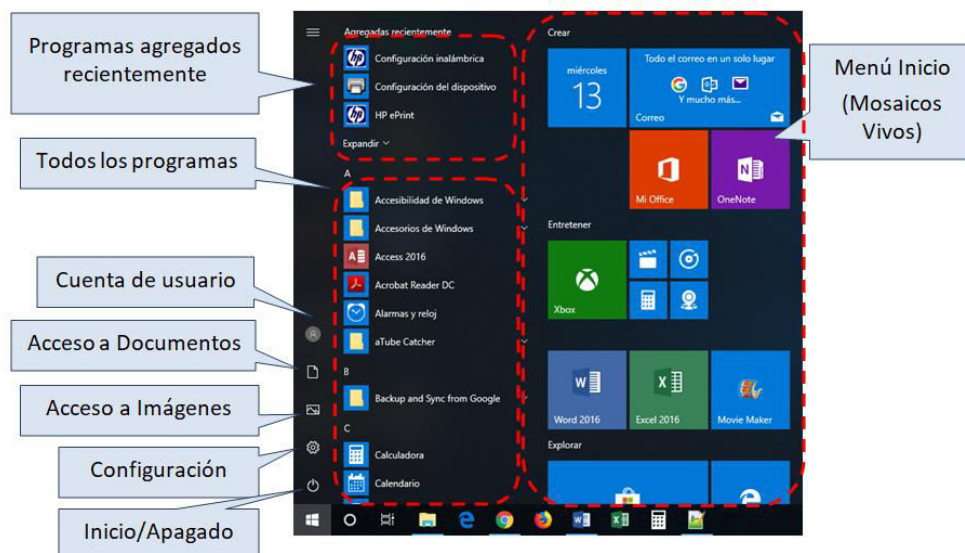 Programas agregados
recientemente
Todos los programas
Cuenta de usuario
Acceso a Documentos
Acceso a Imágenes
Configuración
Inicio/Apagado
Agregadas recientemente
Configuración inalámbrica
Configuración del dispositivo
HP ePrint
Expandir
A
Accesibilidad de Windows
Accesorios de Windows
Access 2016
Acrobat Reader DC
Alarmas y reloj
aTube Catcher
B
Backup and Sync from Google
C
Calculadora
Calendario
Crear
miércoles
13
Todo el correo en un solo lugar
Y mucho más...
Correo
Mi Office
OneNote
Entretener
Xbox
Word 2016
Excel 2016
Movie Maker
Explorar
Menú Inicio
(Mosaicos
Vivos)